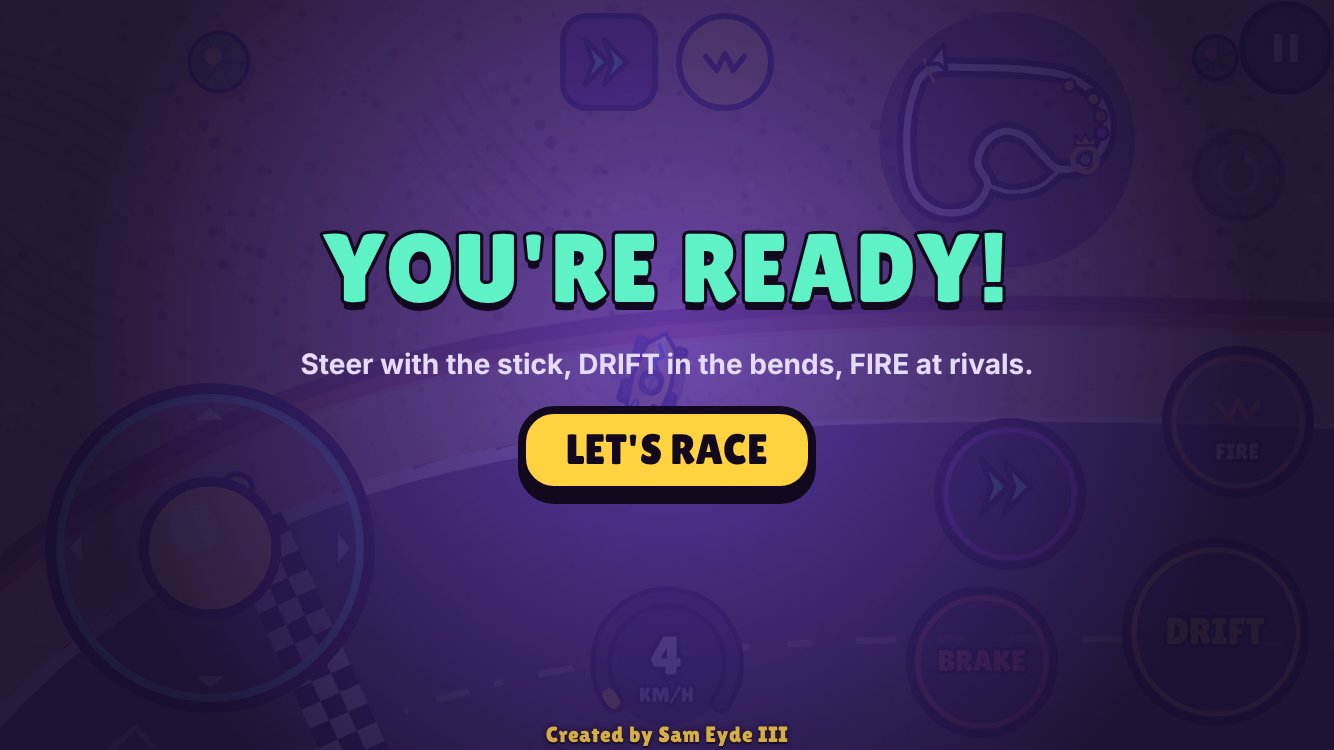 YOU'RE READY!
Steer with the stick, DRIFT in the bends, FIRE at rivals.
LET'S RACE
FIRE
DRIFT
BRAKE
4
KM/H
Created by Sam Eyde III